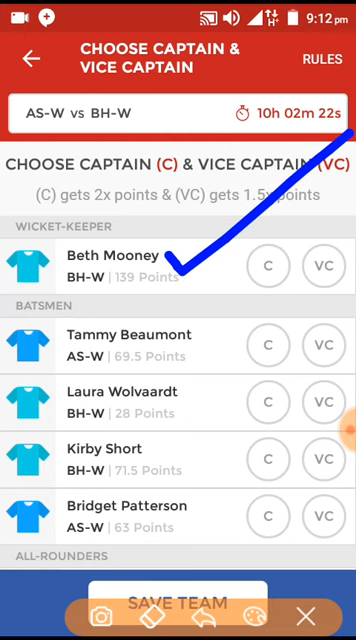 9:12 pm
CHOOSE CAPTAIN &
VICE CAPTAIN
RULES
AS-W vs BH-W
10h 02m 22s
CHOOSE CAPTAIN (C) & VICE CAPTAIN (VC)
(C) gets 2x points & (VC) gets 1.5x points
WICKET-KEEPER
Beth Mooney
BH-W | 139 Points
C
VC
BATSMEN
Tammy Beaumont
AS-W | 69.5 Points
C
VC
Laura Wolvaardt
BH-W | 28 Points
C
VC
Kirby Short
BH-W | 71.5 Points
C
VC
Bridget Patterson
AS-W | 63 Points
C
VC
ALL-ROUNDERS
SAVE TEAM